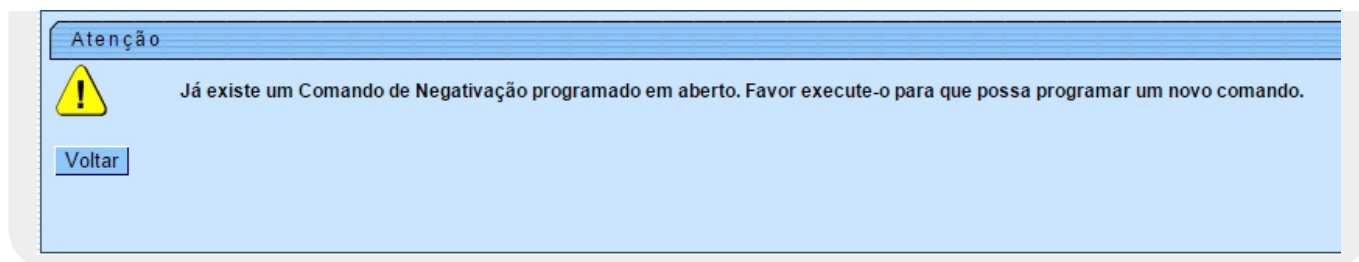 Atenção
Já existe um Comando de Negativação programado em aberto. Favor execute-o para que possa programar um novo comando.
Voltar